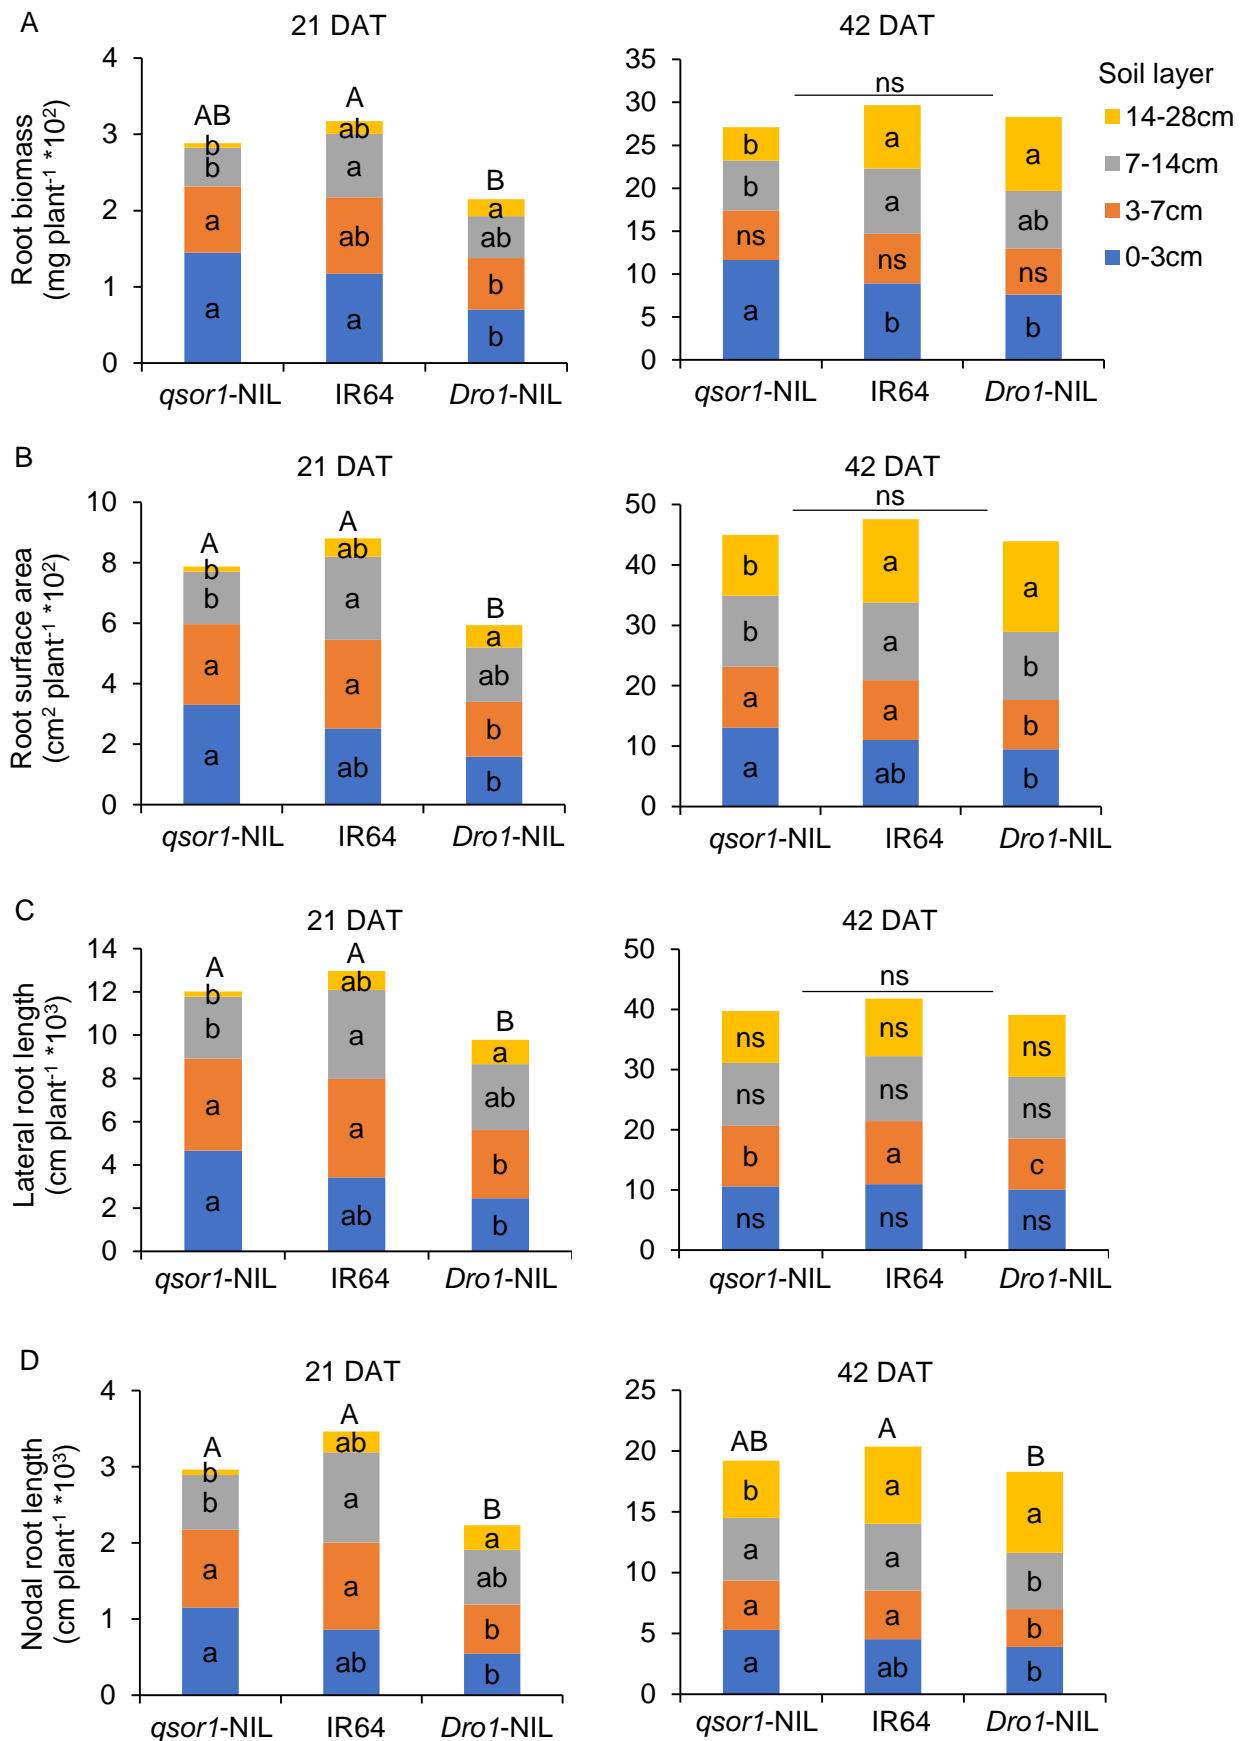 A
21 DAT
42 DAT
Root biomass
(mg plant⁻¹ *10²)
4
3
2
1
0
AB
b
b
a
a
A
ab
a
ab
a
B
a
ab
b
b
qsor1-NIL
IR64
Dro1-NIL
35
30
25
20
15
10
5
0
ns
b
b
ns
a
a
a
ns
b
a
ab
ns
b
qsor1-NIL
IR64
Dro1-NIL
Soil layer
14-28cm
7-14cm
3-7cm
0-3cm
B
21 DAT
42 DAT
Root surface area
(cm² plant⁻¹ *10²)
10
8
6
4
2
0
A
b
b
a
a
A
ab
a
a
ab
B
a
ab
b
b
qsor1-NIL
IR64
Dro1-NIL
50
40
30
20
10
0
ns
b
b
a
a
a
a
a
ab
a
b
b
b
qsor1-NIL
IR64
Dro1-NIL
C
21 DAT
42 DAT
Lateral root length
(cm plant⁻¹ *10³)
14
12
10
8
6
4
2
0
A
b
b
a
a
A
ab
a
a
ab
B
a
ab
b
b
qsor1-NIL
IR64
Dro1-NIL
50
40
30
20
10
0
ns
ns
ns
b
ns
ns
ns
a
ns
ns
ns
c
ns
qsor1-NIL
IR64
Dro1-NIL
D
21 DAT
42 DAT
Nodal root length
(cm plant⁻¹ *10³)
4
3
2
1
0
A
b
b
a
a
A
ab
a
a
ab
B
a
ab
b
b
qsor1-NIL
IR64
Dro1-NIL
25
20
15
10
5
0
AB
b
a
a
a
A
a
a
a
ab
B
a
b
b
b
qsor1-NIL
IR64
Dro1-NIL